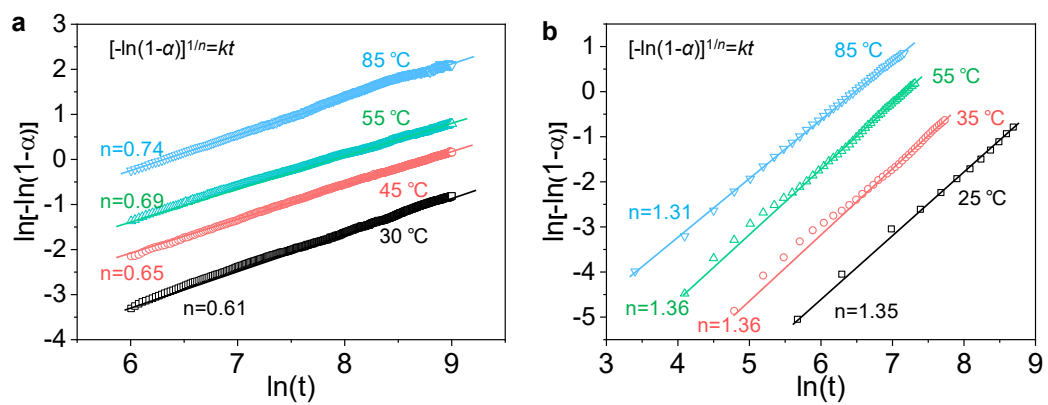 a
[-ln(1-α)]^1/n=kt
85 ℃
55 ℃
45 ℃
30 ℃
n=0.74
n=0.69
n=0.65
n=0.61
ln[-ln(1-α)]
3
2
1
0
-1
-2
-3
-4
6
7
8
9
ln(t)
b
[-ln(1-α)]^1/n=kt
85 ℃
55 ℃
35 ℃
25 ℃
n=1.31
n=1.36
n=1.36
n=1.35
ln[-ln(1-α)]
1
0
-1
-2
-3
-4
-5
3
4
5
6
7
8
9
ln(t)